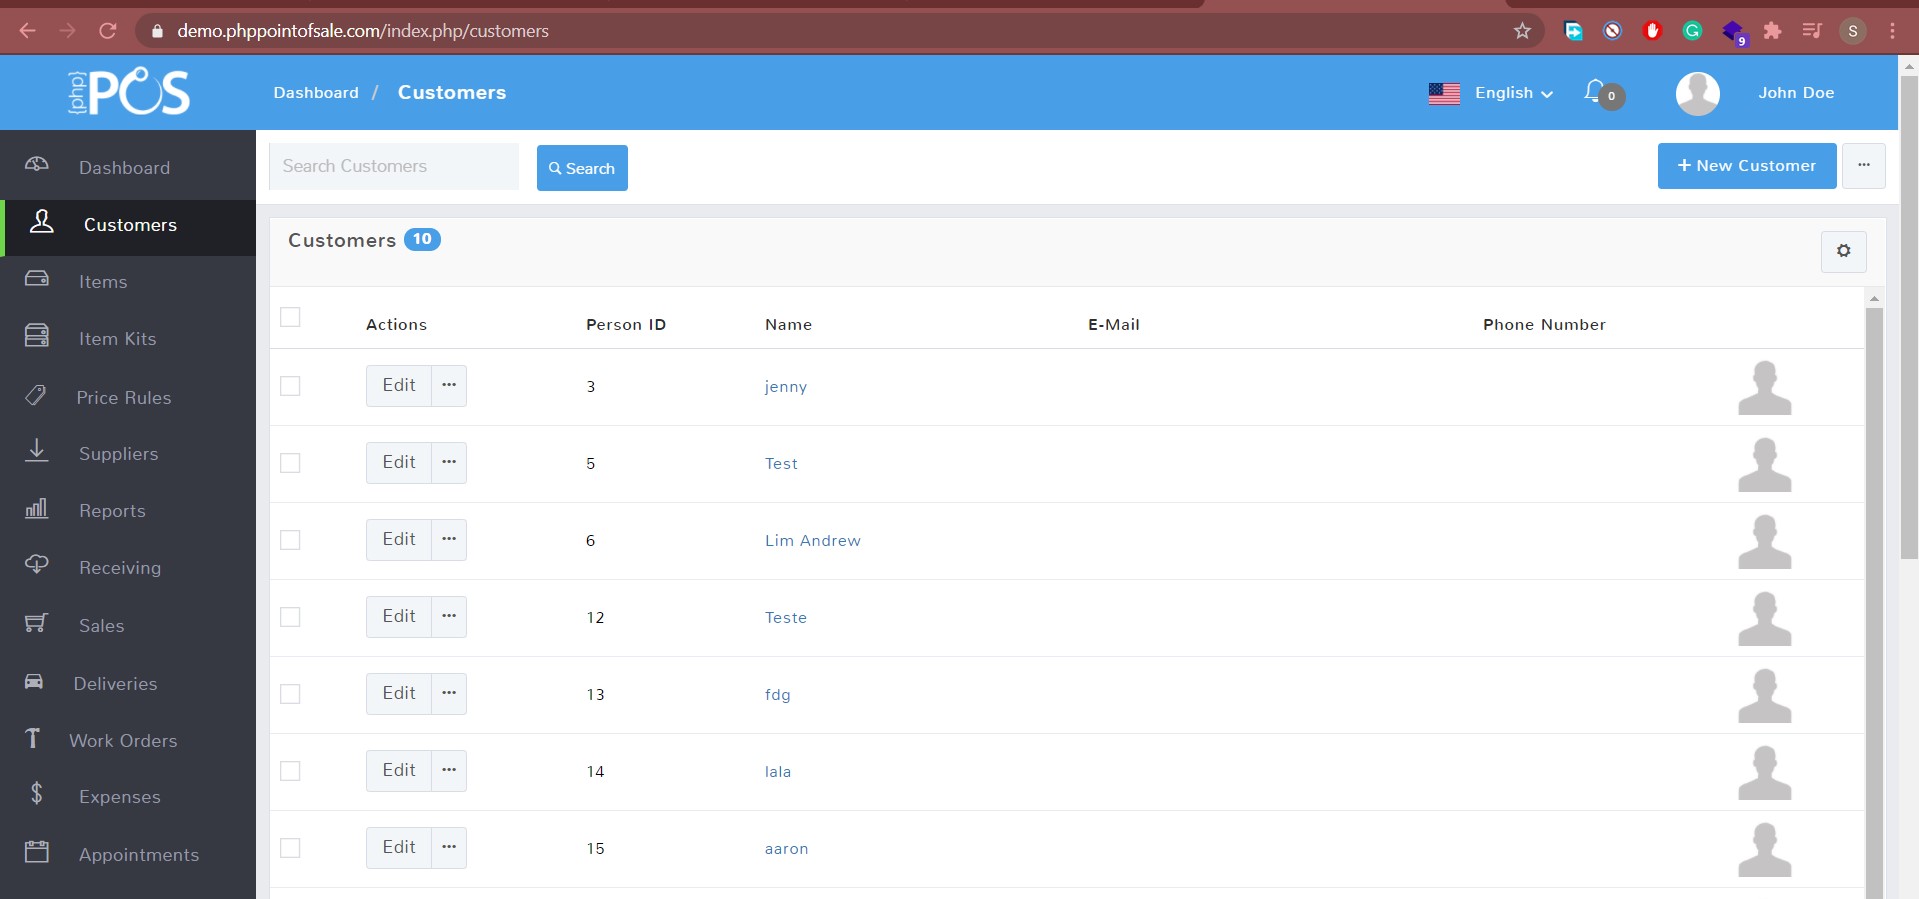 demo.phppointofsale.com/index.php/customers
9
S
{php}
POS
Dashboard / Customers
English
0
John Doe
Dashboard
Customers
Items
Item Kits
Price Rules
Suppliers
Reports
Receiving
Sales
Deliveries
Work Orders
Expenses
Appointments
Search Customers
Search
+ New Customer
···
Customers 10
Actions Person ID Name E-Mail Phone Number
Edit ··· 3 jenny
Edit ··· 5 Test
Edit ··· 6 Lim Andrew
Edit ··· 12 Teste
Edit ··· 13 fdg
Edit ··· 14 lala
Edit ··· 15 aaron